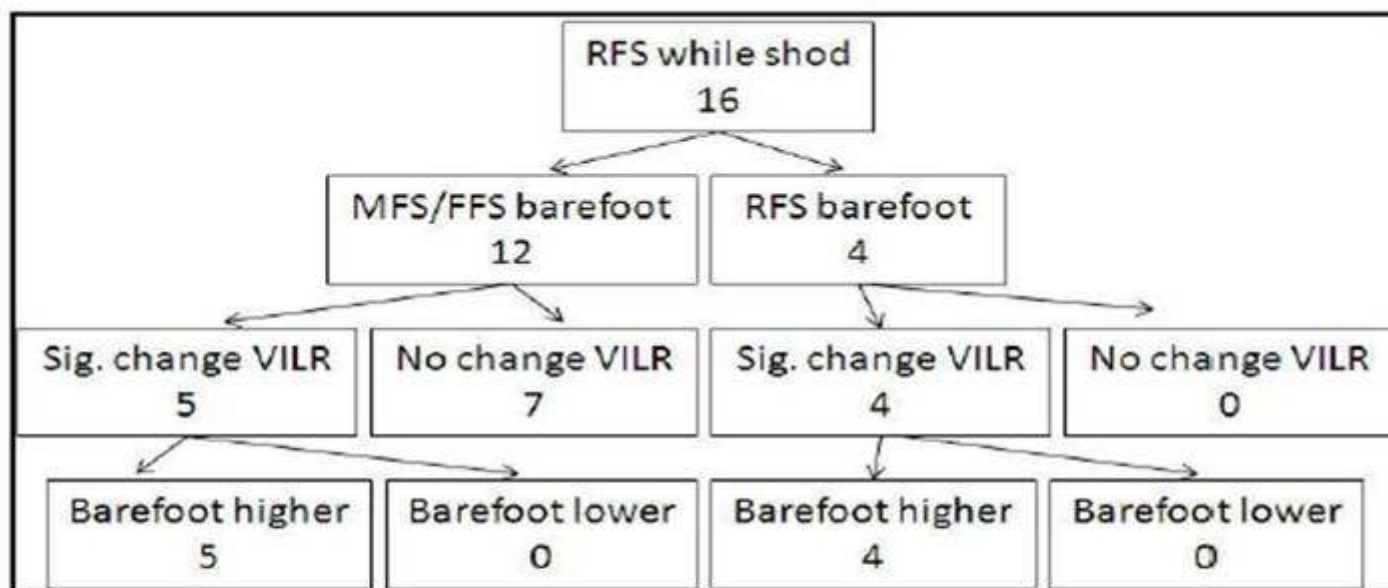 RFS while shod
16
MFS/FFS barefoot
12
RFS barefoot
4
Sig. change VILR
5
No change VILR
7
Sig. change VILR
4
No change VILR
0
Barefoot higher
5
Barefoot lower
0
Barefoot higher
4
Barefoot lower
0